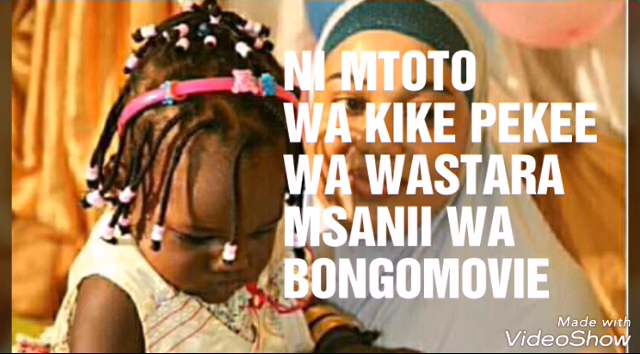 NI MTOTO
WA KIKE PEKEE
WA WASTARA
MSANII WA
BONGOMOVIE
Made with
VideoShow